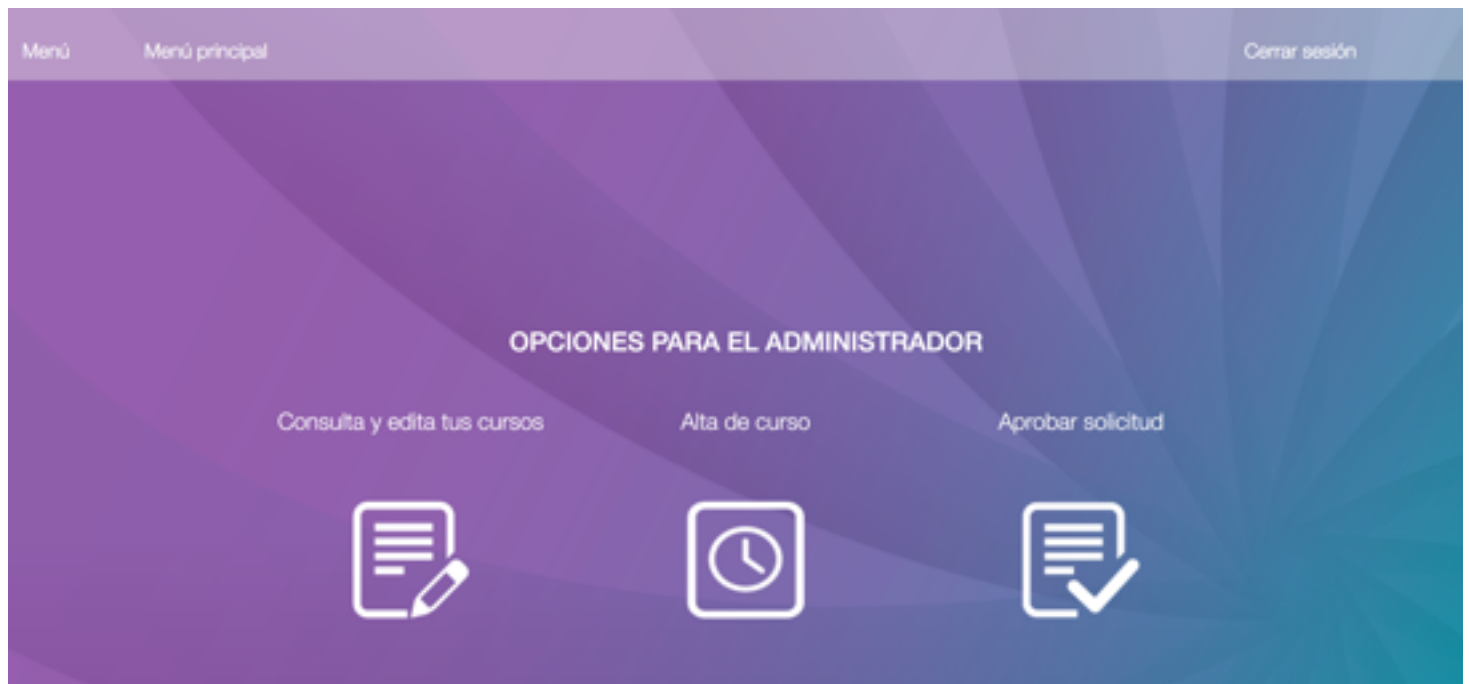 Menú Menú principal Cerrar sesión
OPCIONES PARA EL ADMINISTRADOR
Consulta y edita tus cursos Alta de curso Aprobar solicitud